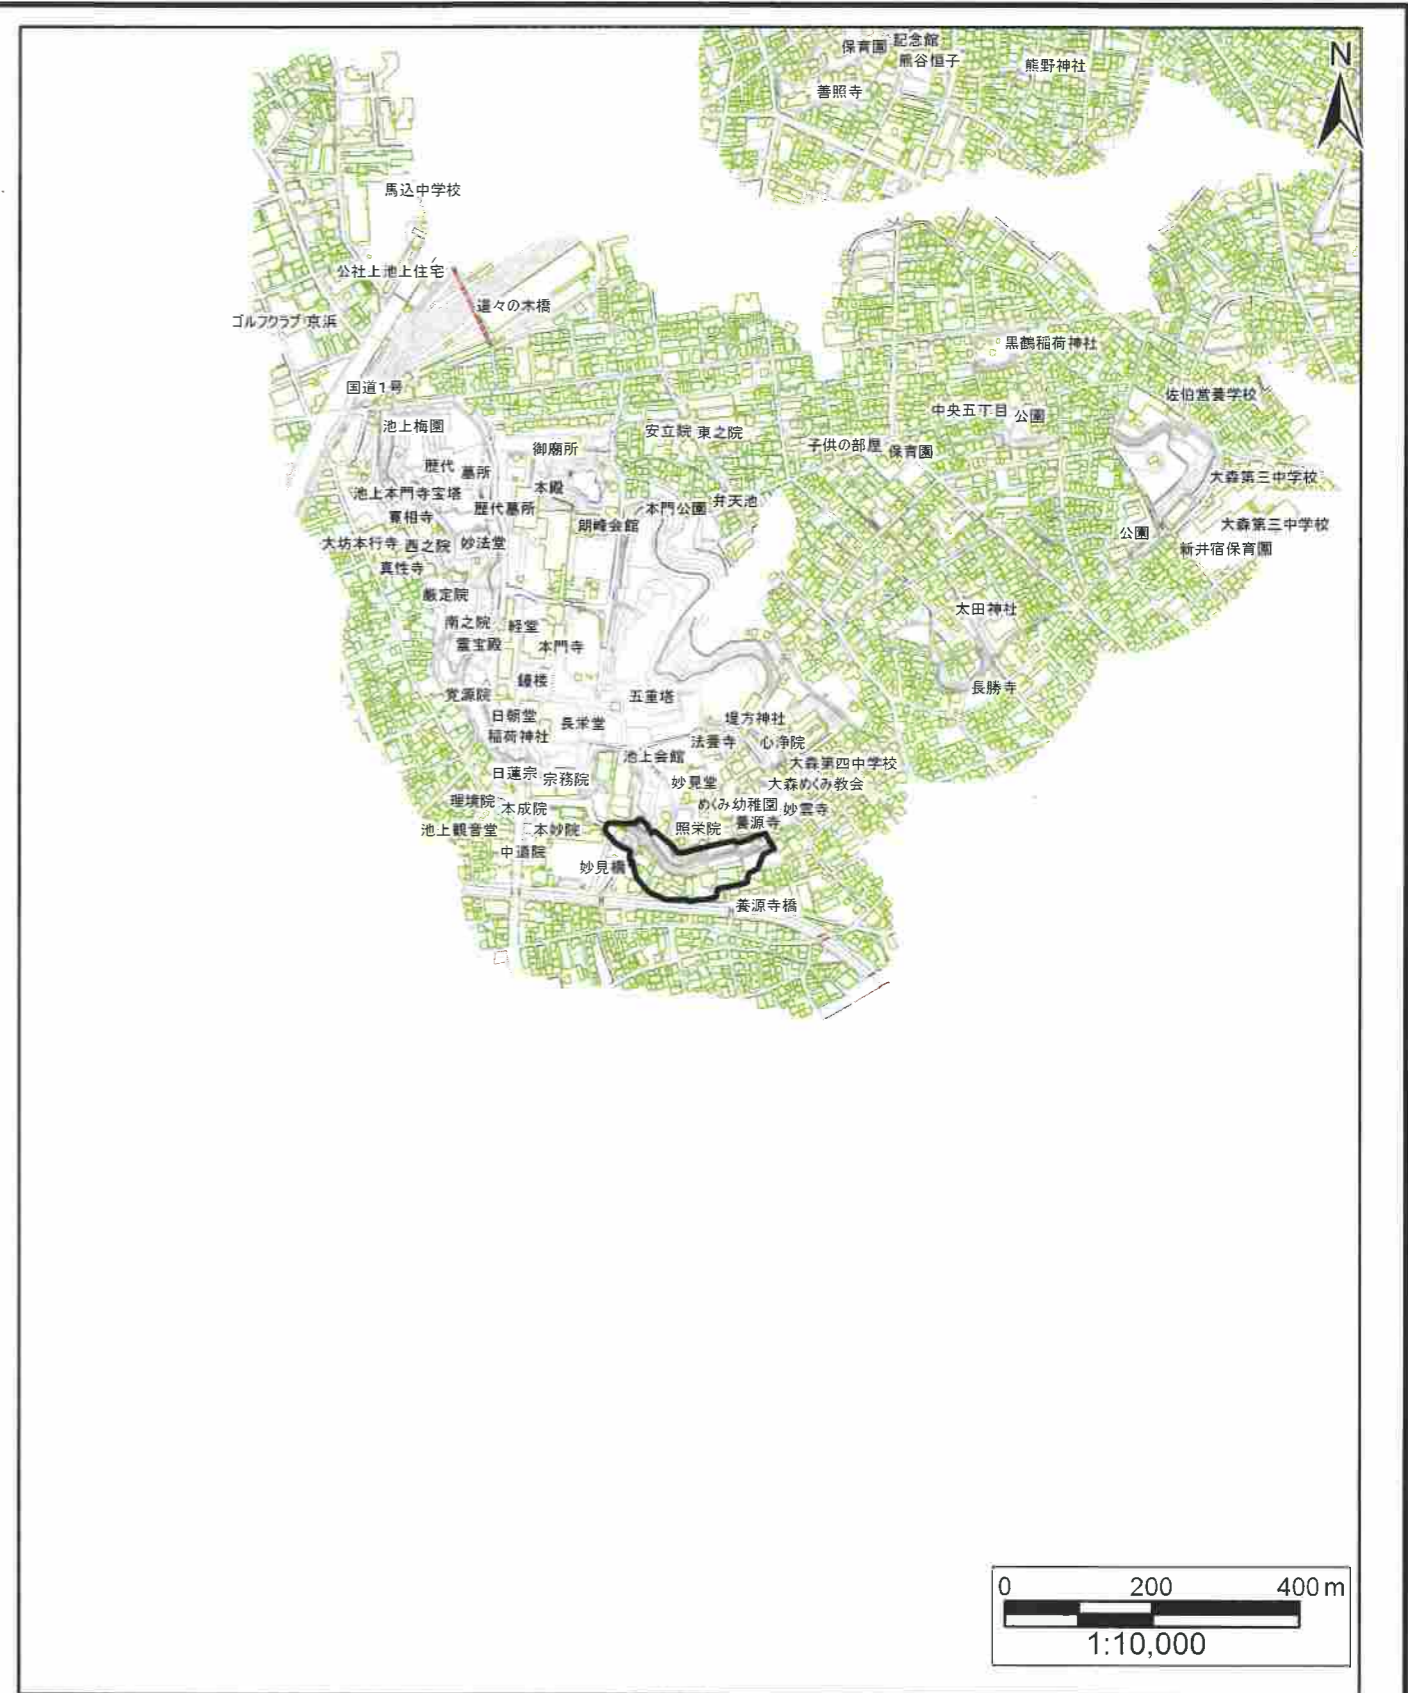 保育園 記念館
熊谷恒子
熊野神社
善照寺
N
馬込中学校
公社上池上住宅
道々の木橋
ゴルフクラブ京浜
黒鶴稲荷神社
国道1号
佐伯営養学校
池上梅園
中央五丁目 公園
安立院 東之院
御廟所
子供の部屋 保育園
歴代 墓所
大森第三中学校
本殿
池上本門寺宝塔
歴代墓所
本門公園 弁天池
朗峰会館
大森第三中学校
公園
大坊本行寺 西之院 妙法堂
新井宿保育園
真性寺
厳定院
太田神社
南之院 経堂
霊宝殿 本門寺
鐘楼
長勝寺
覚源院
五重塔
日朝堂 長栄堂
堤方神社
稲荷神社
心浄院
池上会館
大森第四中学校
日蓮宗 宗務院
妙見堂 大森めぐみ教会
理境院 本成院
めぐみ幼稚園 妙雲寺
池上観音堂 本妙院
照栄院 養源寺
中道院
妙見橋
養源寺橋
0 200 400 m
1:10,000